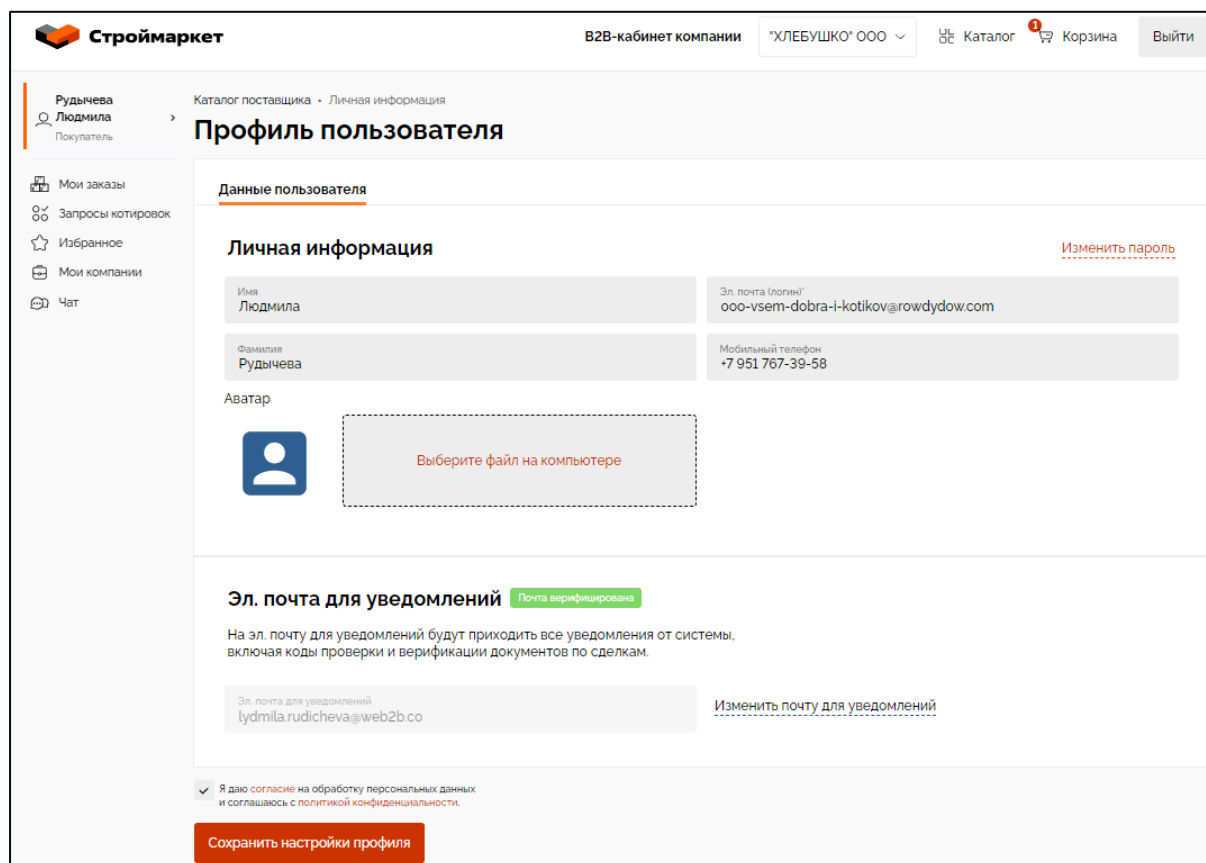 Строймаркет
B2B-кабинет компании
"ХЛЕБУШКО" ООО
Каталог
1
Корзина
Выйти
Рудычева
Людмила
Покупатель
Мои заказы
Запросы котировок
Избранное
Мои компании
Чат
Каталог поставщика • Личная информация
Профиль пользователя
Данные пользователя
Личная информация
Изменить пароль
Имя
Людмила
Эл. почта (логин)*
ooo-vsem-dobra-i-kotikov@rowdydow.com
Фамилия
Рудычева
Мобильный телефон
+7 951 767-39-58
Аватар
Выберите файл на компьютере
Эл. почта для уведомлений
Почта верифицирована
На эл. почту для уведомлений будут приходить все уведомления от системы,
включая коды проверки и верификации документов по сделкам.
Эл. почта для уведомлений
lydmila.rudicheva@web2b.co
Изменить почту для уведомлений
Я даю согласие на обработку персональных данных
и соглашаюсь с политикой конфиденциальности.
Сохранить настройки профиля